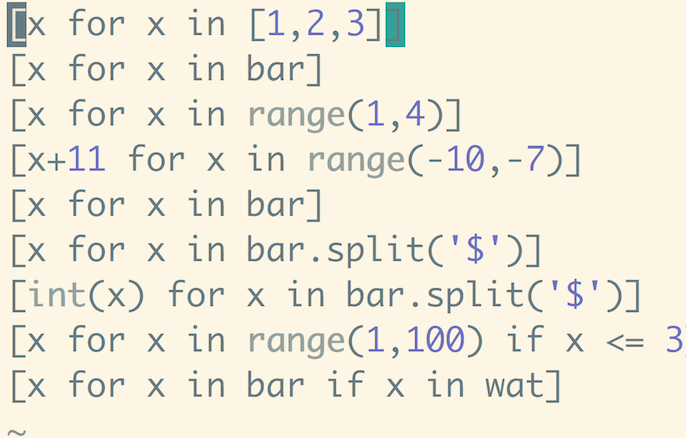 [x for x in [1,2,3]]
[x for x in bar]
[x for x in range(1,4)]
[x+11 for x in range(-10,-7)]
[x for x in bar]
[x for x in bar.split('$')]
[int(x) for x in bar.split('$')]
[x for x in range(1,100) if x <= 3
[x for x in bar if x in wat]
~